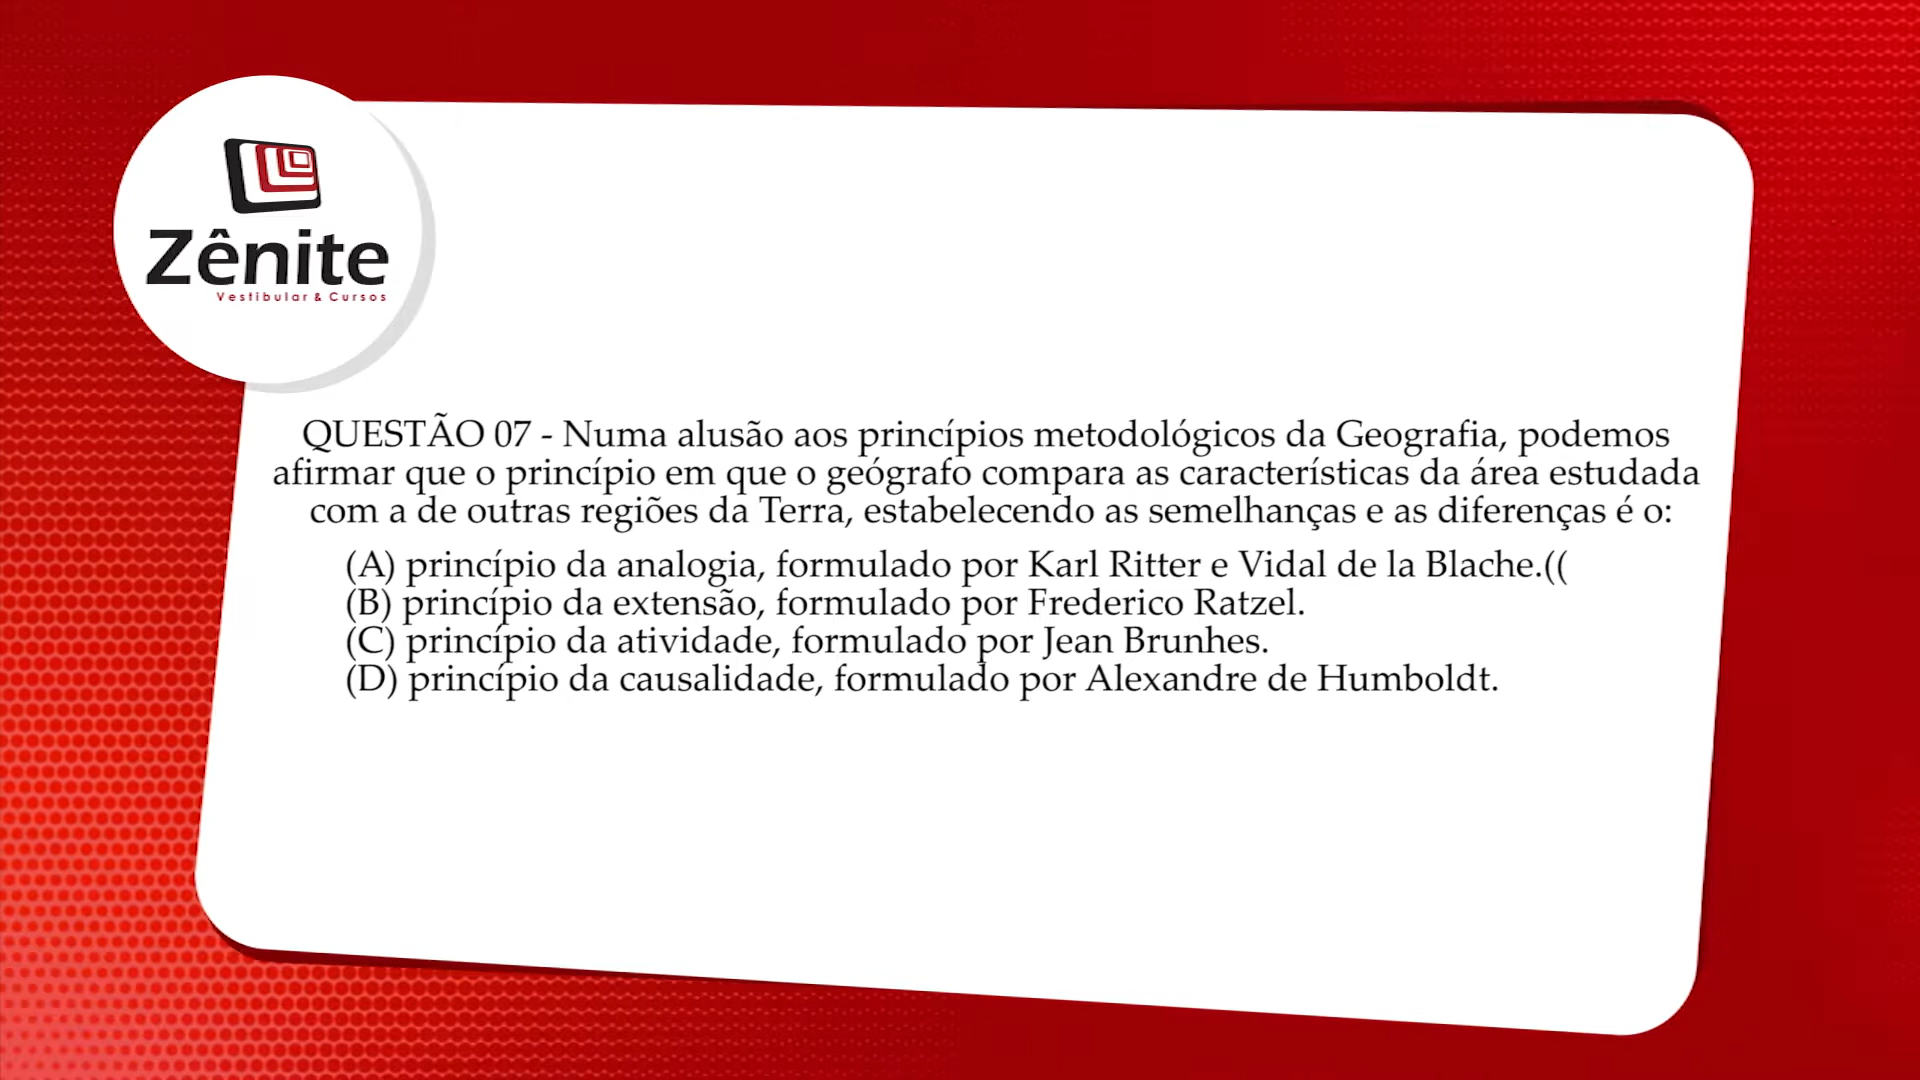 Zênite
Vestibular & Cursos
QUESTÃO 07 - Numa alusão aos princípios metodológicos da Geografia, podemos
afirmar que o princípio em que o geógrafo compara as características da área estudada
com a de outras regiões da Terra, estabelecendo as semelhanças e as diferenças é o:
(A) princípio da analogia, formulado por Karl Ritter e Vidal de la Blache.((
(B) princípio da extensão, formulado por Frederico Ratzel.
(C) princípio da atividade, formulado por Jean Brunhes.
(D) princípio da causalidade, formulado por Alexandre de Humboldt.